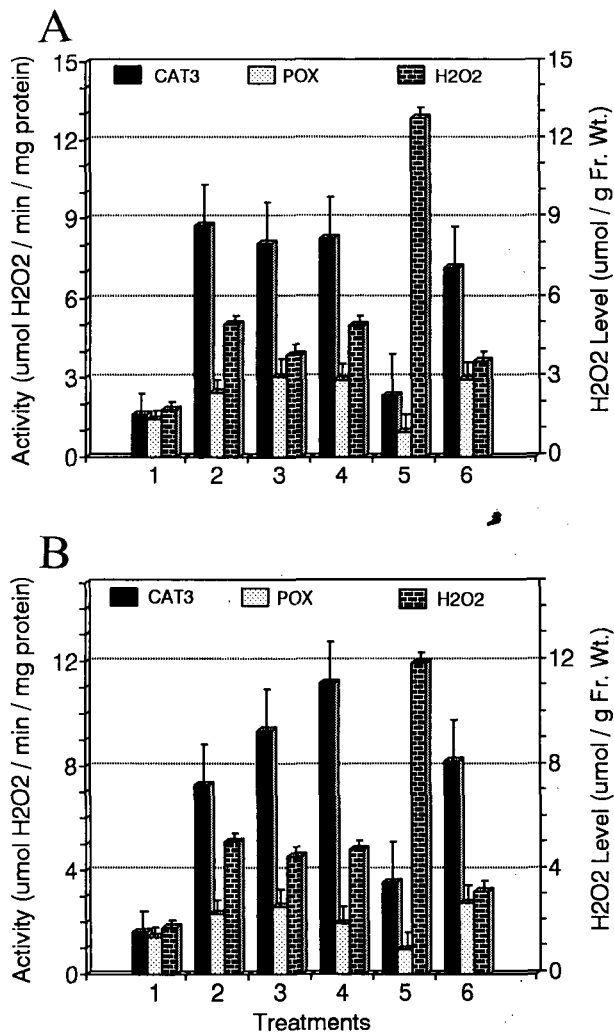 A
CAT3 POX H2O2
Activity (umol H2O2 / min / mg protein)
15
12
9
6
3
0
H2O2 Level (umol / g Fr. Wt.)
15
12
9
6
3
0
1 2 3 4 5 6
B
CAT3 POX H2O2
Activity (umol H2O2 / min / mg protein)
12
8
4
0
H2O2 Level (umol / g Fr. Wt.)
12
8
4
0
1 2 3 4 5 6
Treatments